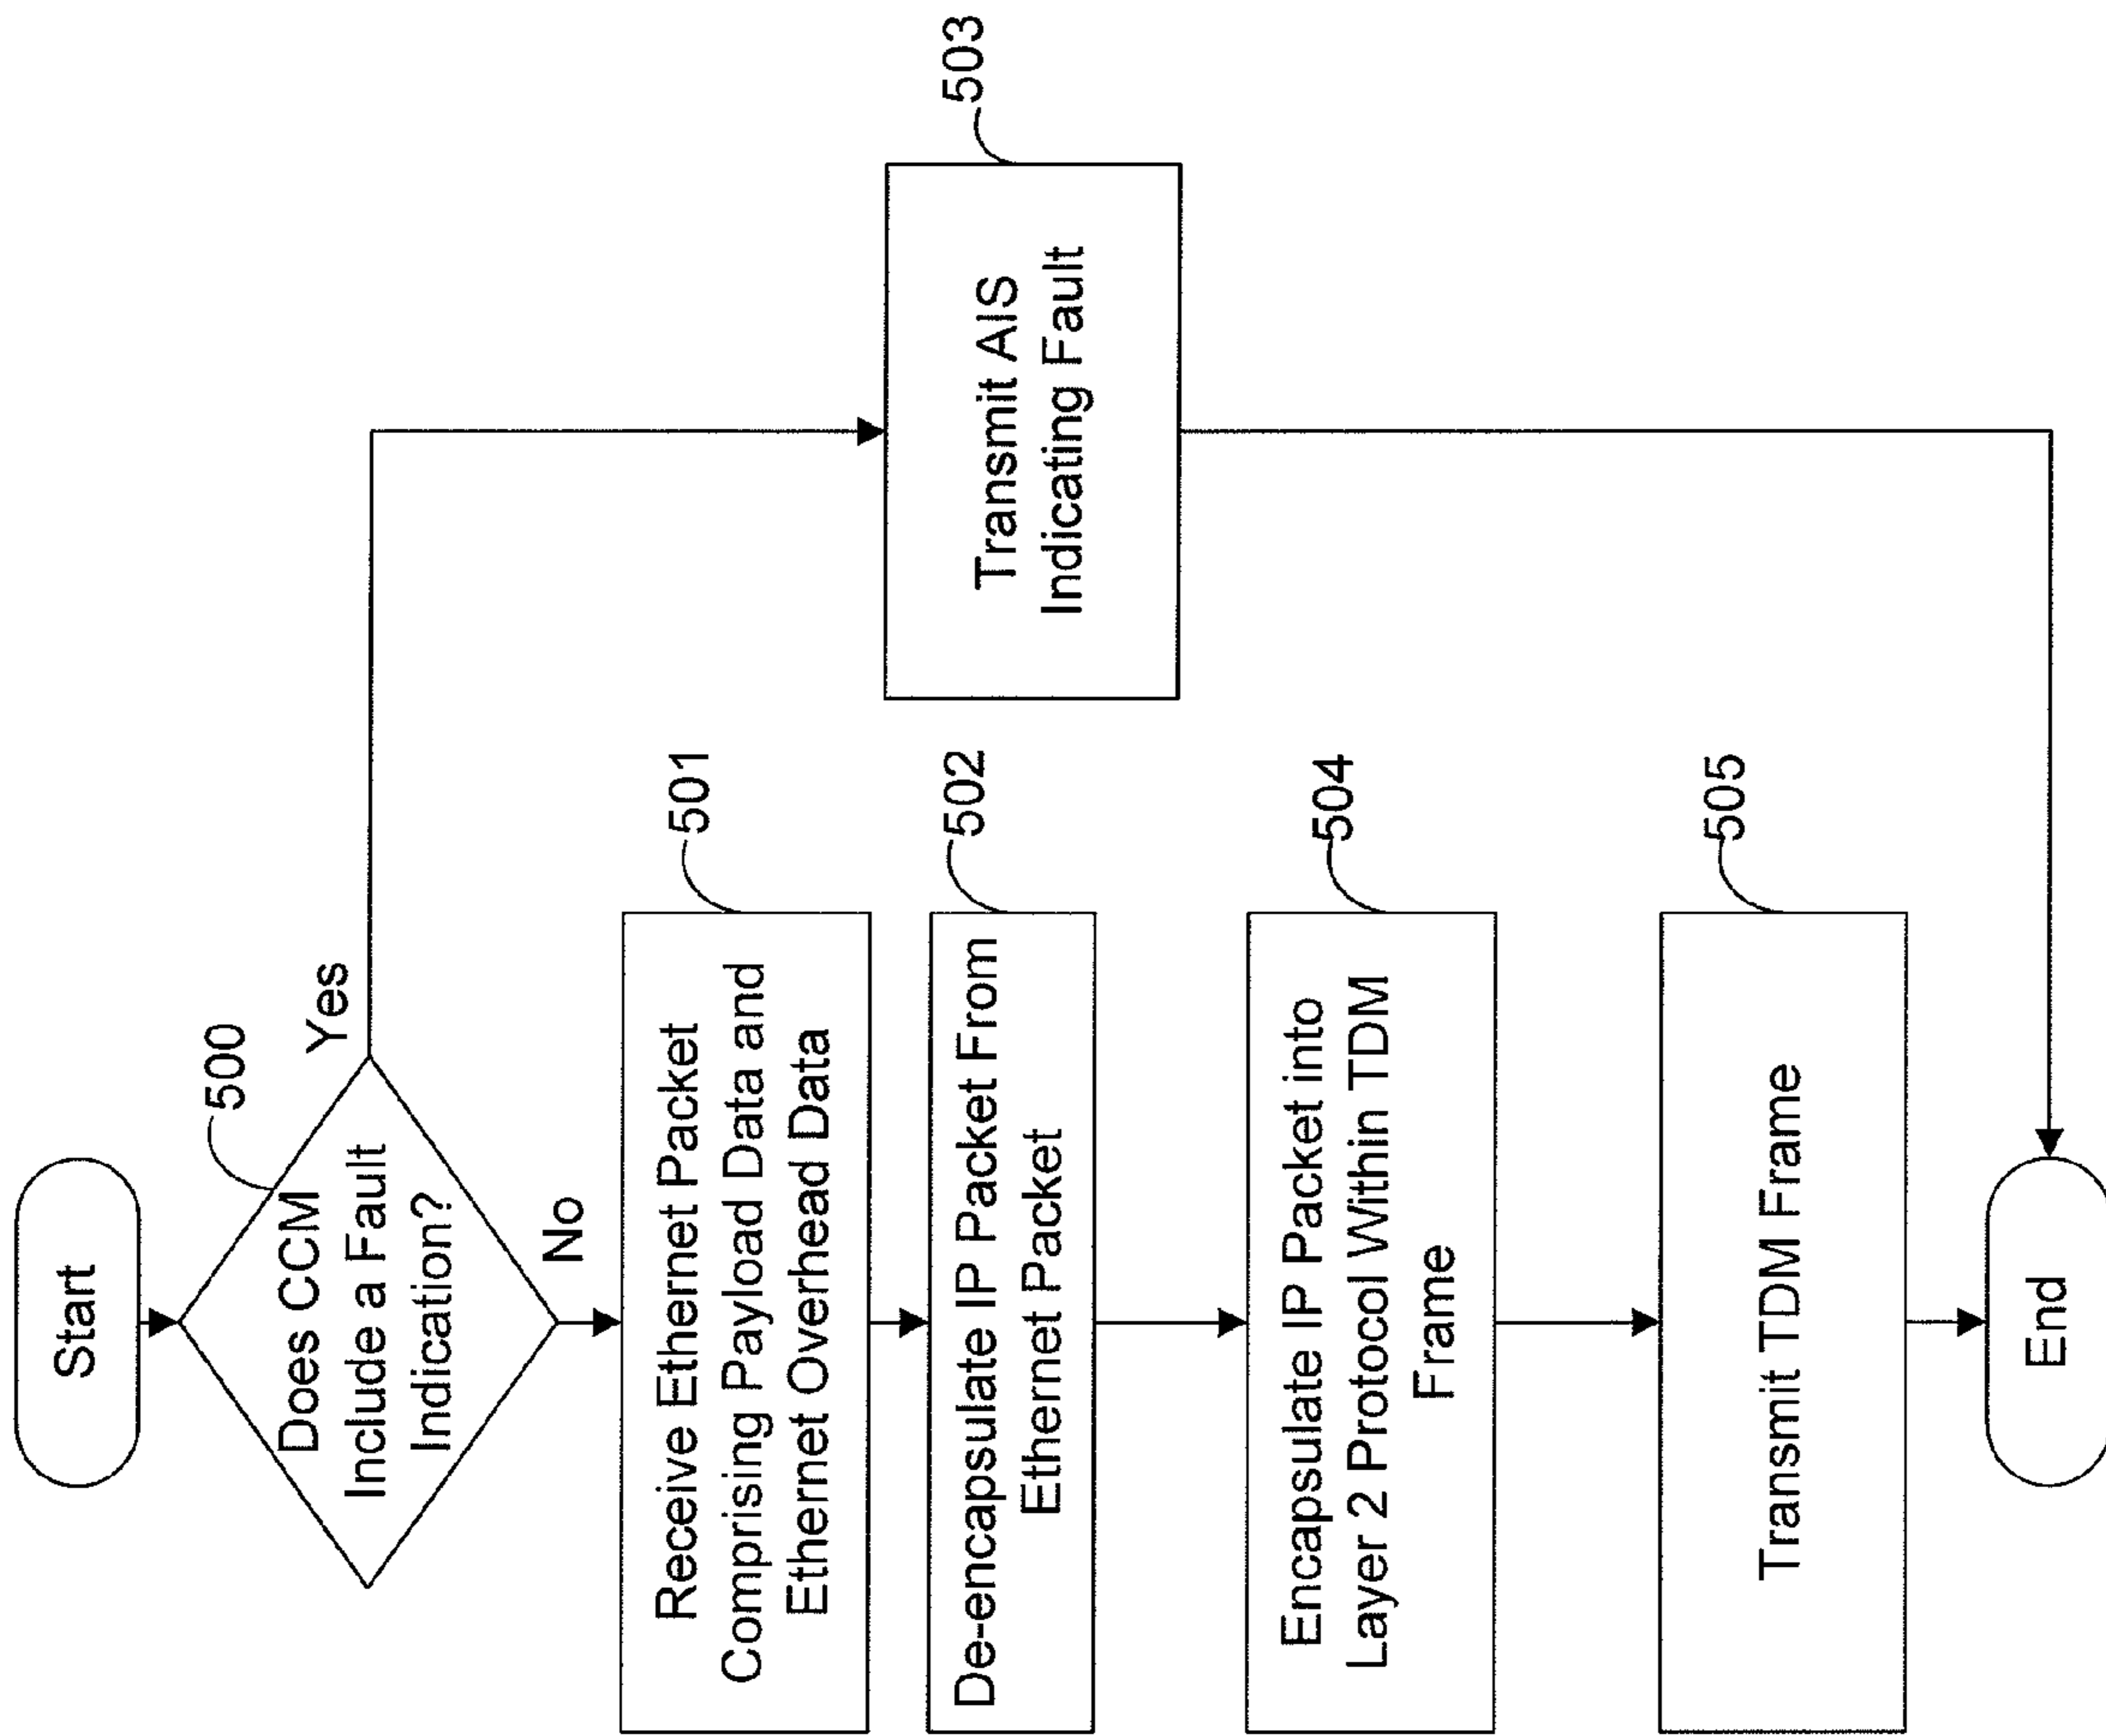 Start
500
Does CCM
Include a Fault
Indication?
Yes
No
501
Receive Ethernet Packet
Comprising Payload Data and
Ethernet Overhead Data
502
De-encapsulate IP Packet From
Ethernet Packet
503
Transmit AIS
Indicating Fault
504
Encapsulate IP Packet into
Layer 2 Protocol Within TDM
Frame
505
Transmit TDM Frame
End